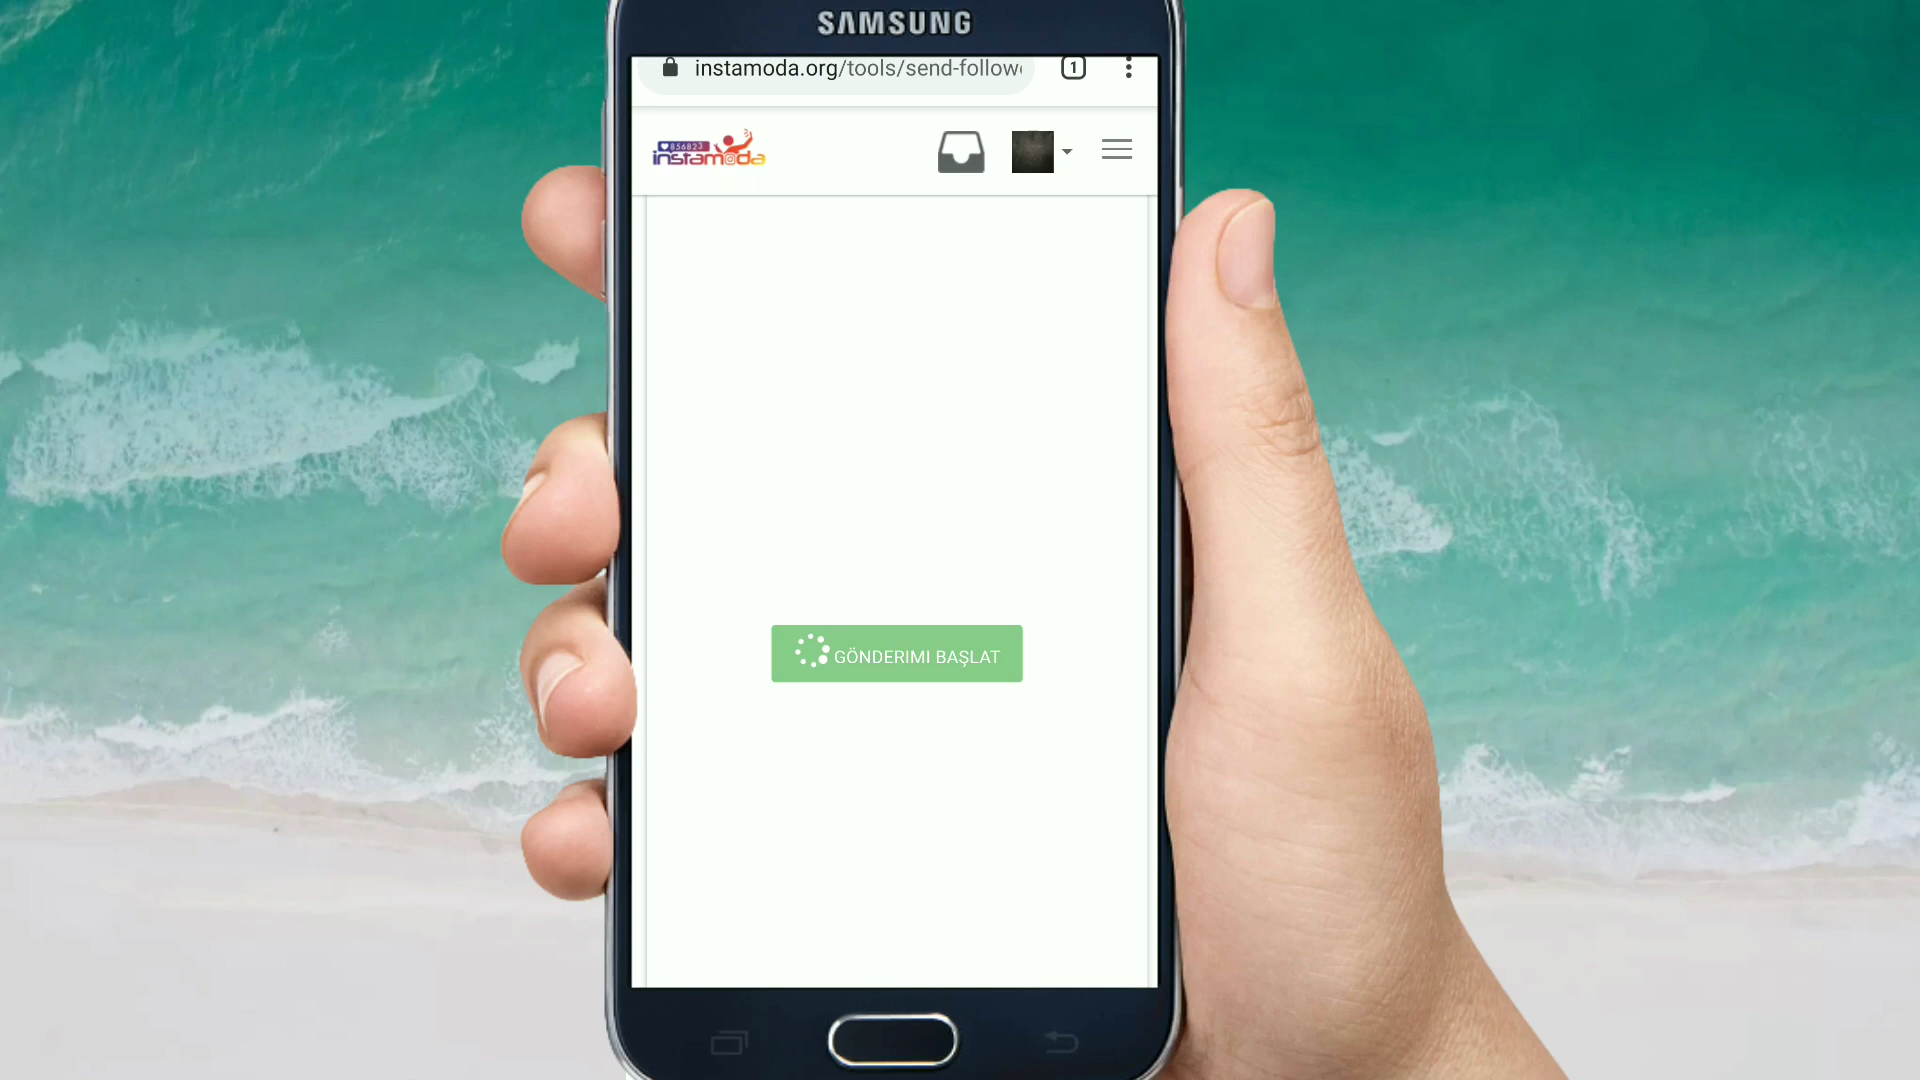 SAMSUNG
instamoda.org/tools/send-follow
1
856823
instamoda
GÖNDERIMI BAŞLAT